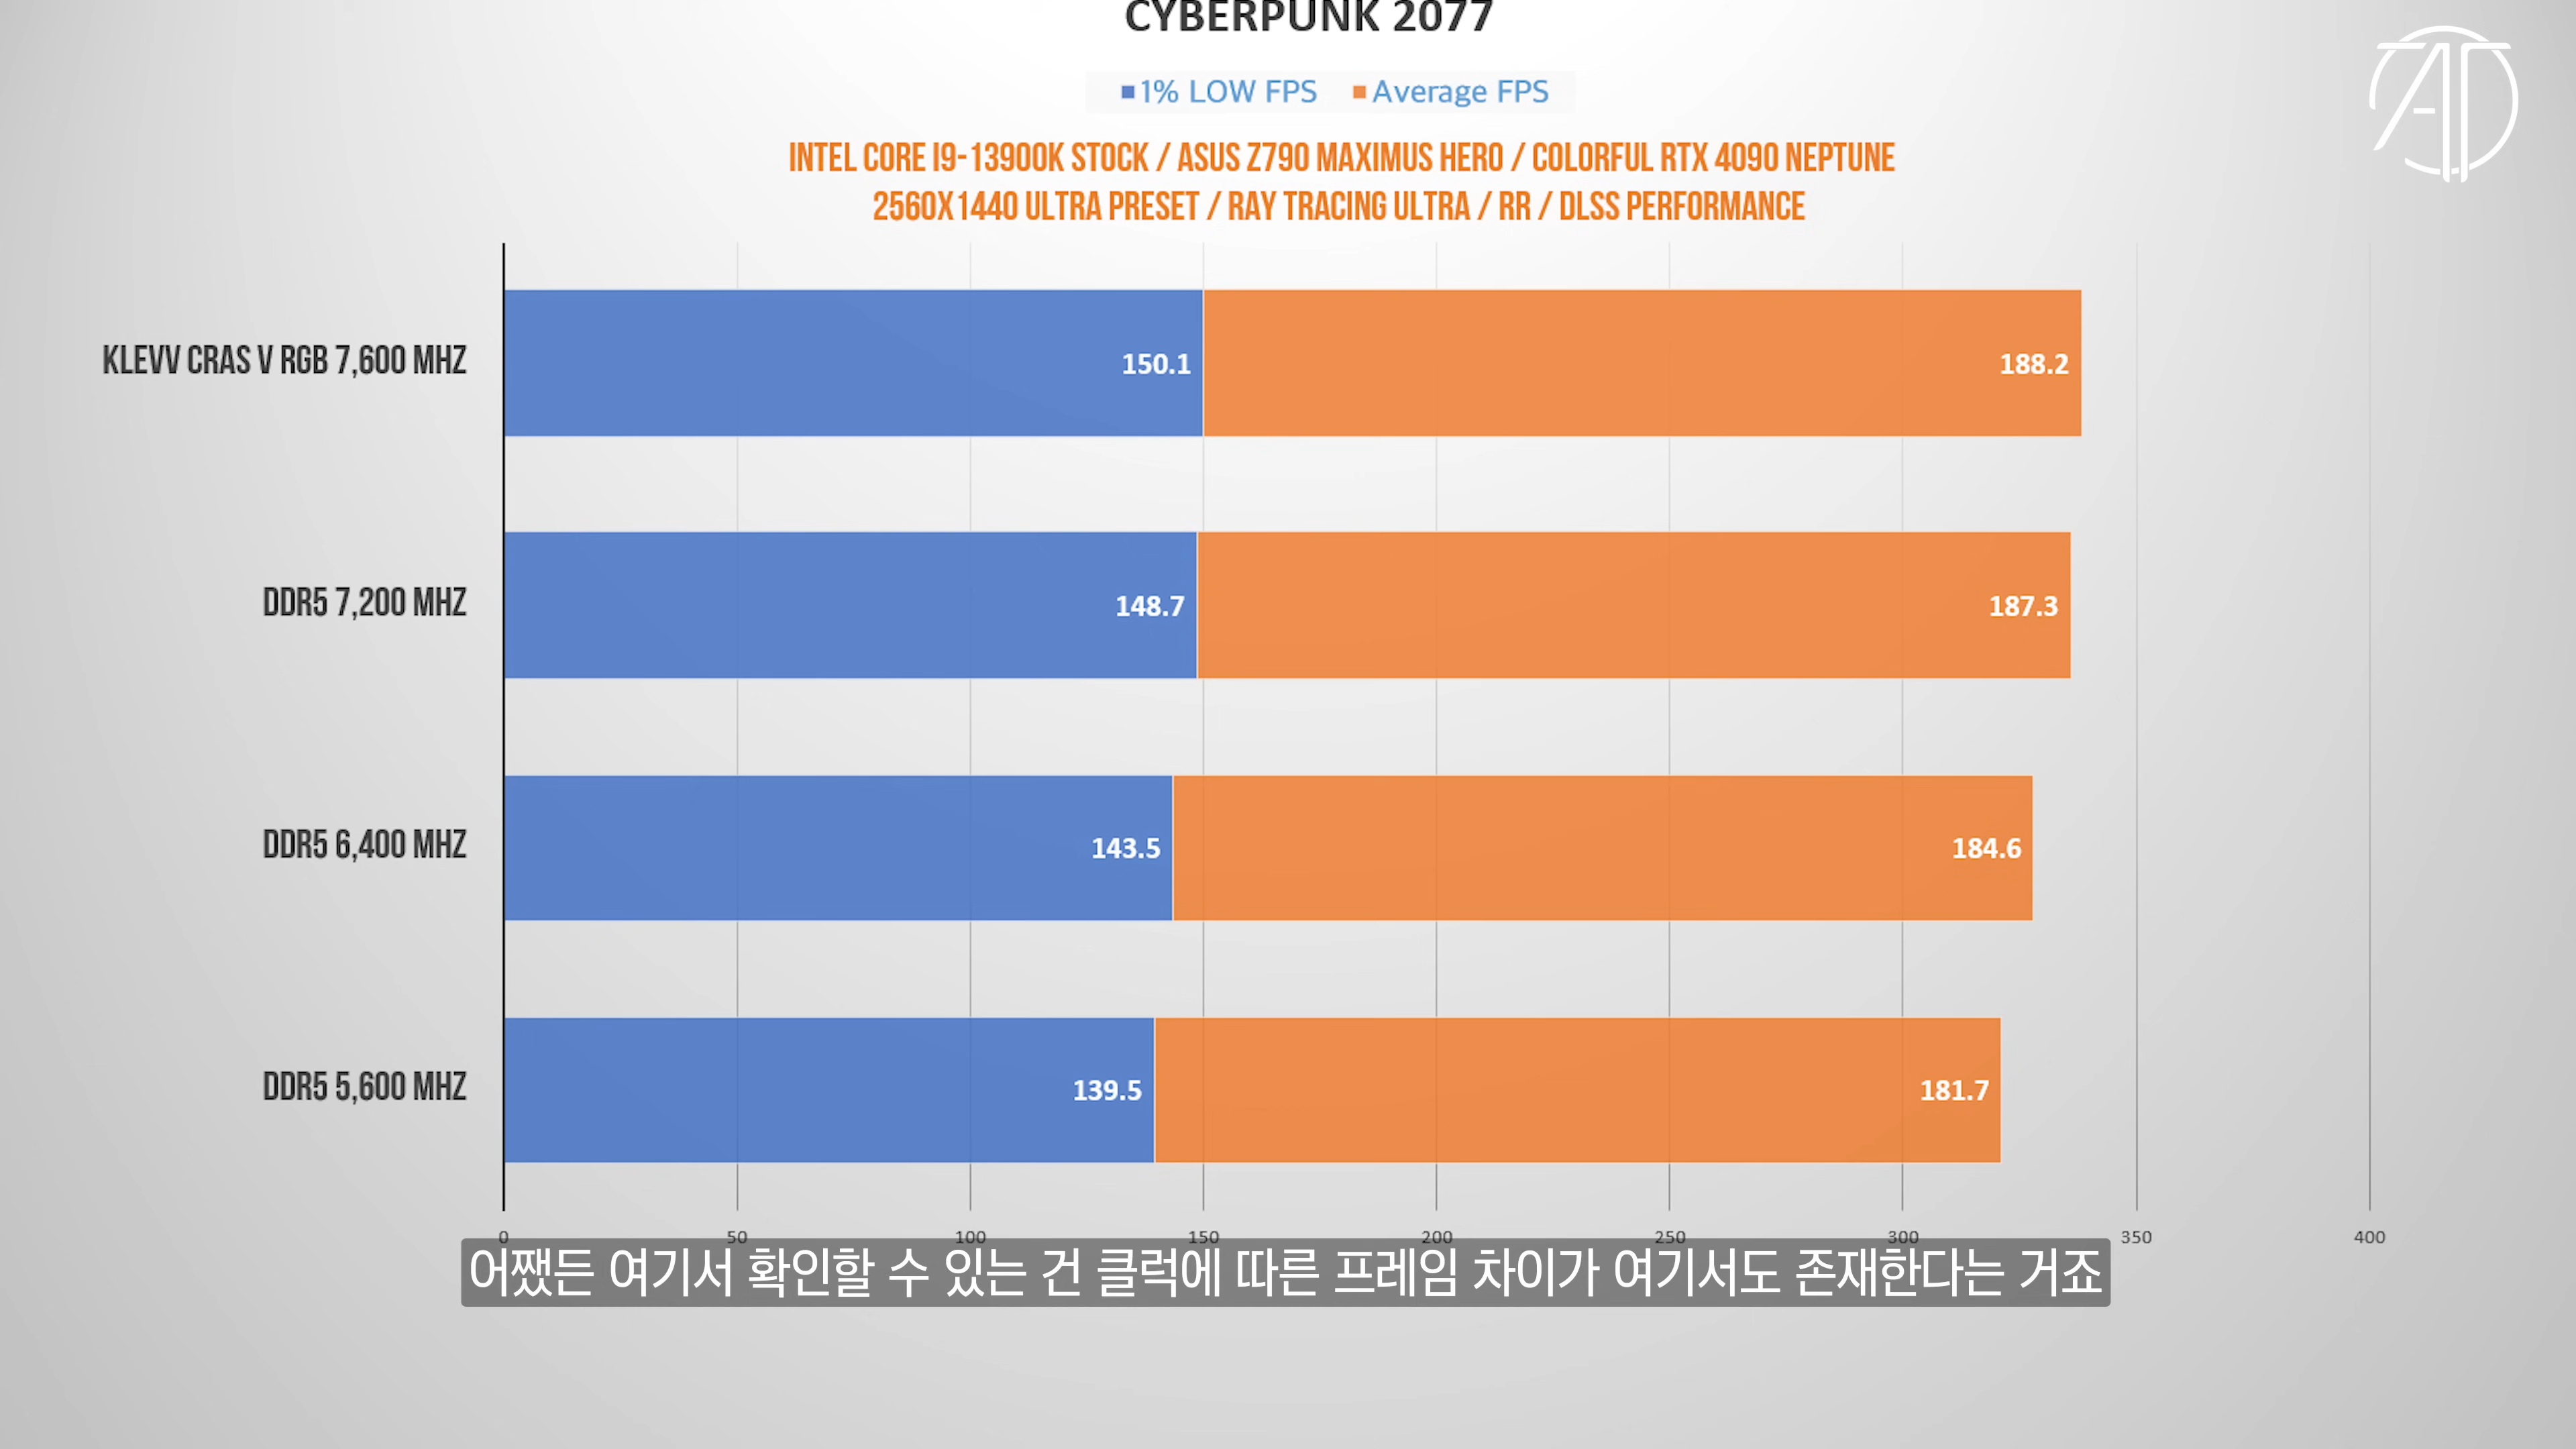 CYBERPUNK 2077
1% LOW FPS Average FPS
INTEL CORE I9-13900K STOCK / ASUS Z790 MAXIMUS HERO / COLORFUL RTX 4090 NEPTUNE
2560X1440 ULTRA PRESET / RAY TRACING ULTRA / RR / DLSS PERFORMANCE
KLEVV CRAS V RGB 7,600 MHZ 150.1 188.2
DDR5 7,200 MHZ 148.7 187.3
DDR5 6,400 MHZ 143.5 184.6
DDR5 5,600 MHZ 139.5 181.7
0 50 100 150 200 250 300 350 400
어쨌든 여기서 확인할 수 있는 건 클럭에 따른 프레임 차이가 여기서도 존재한다는 거죠